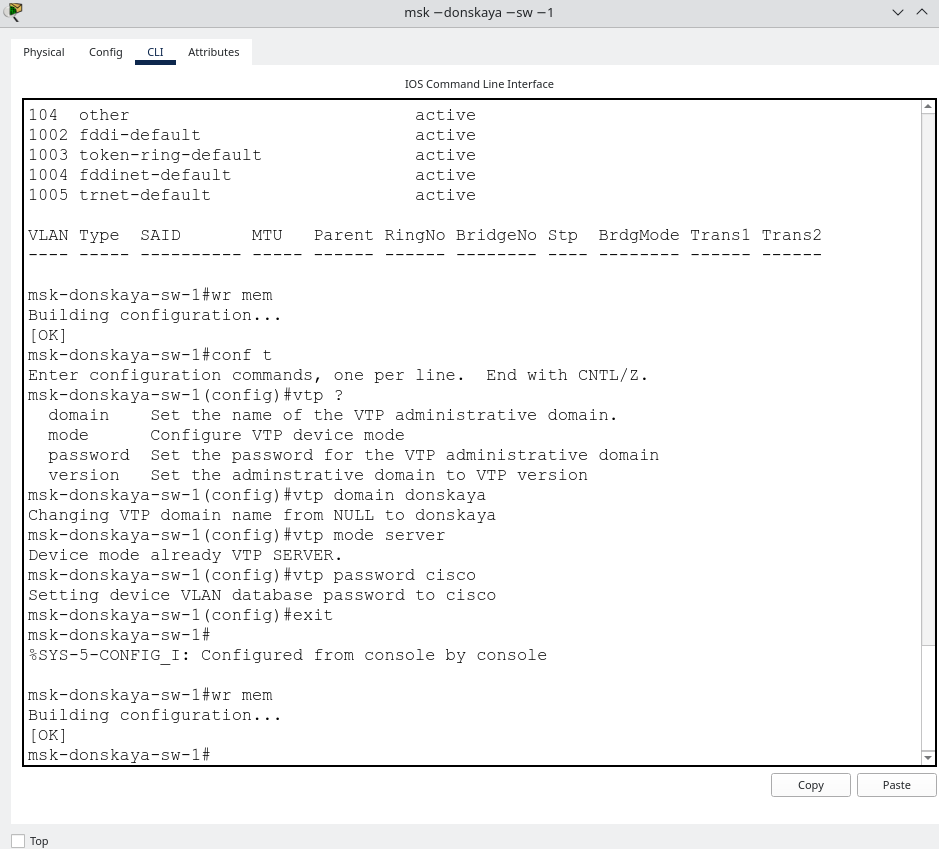 msk —donskaya —sw —1
Physical Config CLI Attributes
IOS Command Line Interface
104  other                            active
1002 fddi-default                     active
1003 token-ring-default               active
1004 fddinet-default                  active
1005 trnet-default                    active
VLAN Type  SAID       MTU   Parent RingNo BridgeNo Stp  BrdgMode Trans1 Trans2
---- ----- ---------- ----- ------ ------ -------- ---- -------- ------ ------
msk-donskaya-sw-1#wr mem
Building configuration...
[OK]
msk-donskaya-sw-1#conf t
Enter configuration commands, one per line.  End with CNTL/Z.
msk-donskaya-sw-1(config)#vtp ?
  domain    Set the name of the VTP administrative domain.
  mode      Configure VTP device mode
  password  Set the password for the VTP administrative domain
  version   Set the adminstrative domain to VTP version
msk-donskaya-sw-1(config)#vtp domain donskaya
Changing VTP domain name from NULL to donskaya
msk-donskaya-sw-1(config)#vtp mode server
Device mode already VTP SERVER.
msk-donskaya-sw-1(config)#vtp password cisco
Setting device VLAN database password to cisco
msk-donskaya-sw-1(config)#exit
msk-donskaya-sw-1#
%SYS-5-CONFIG_I: Configured from console by console
msk-donskaya-sw-1#wr mem
Building configuration...
[OK]
msk-donskaya-sw-1#
Copy Paste
Top